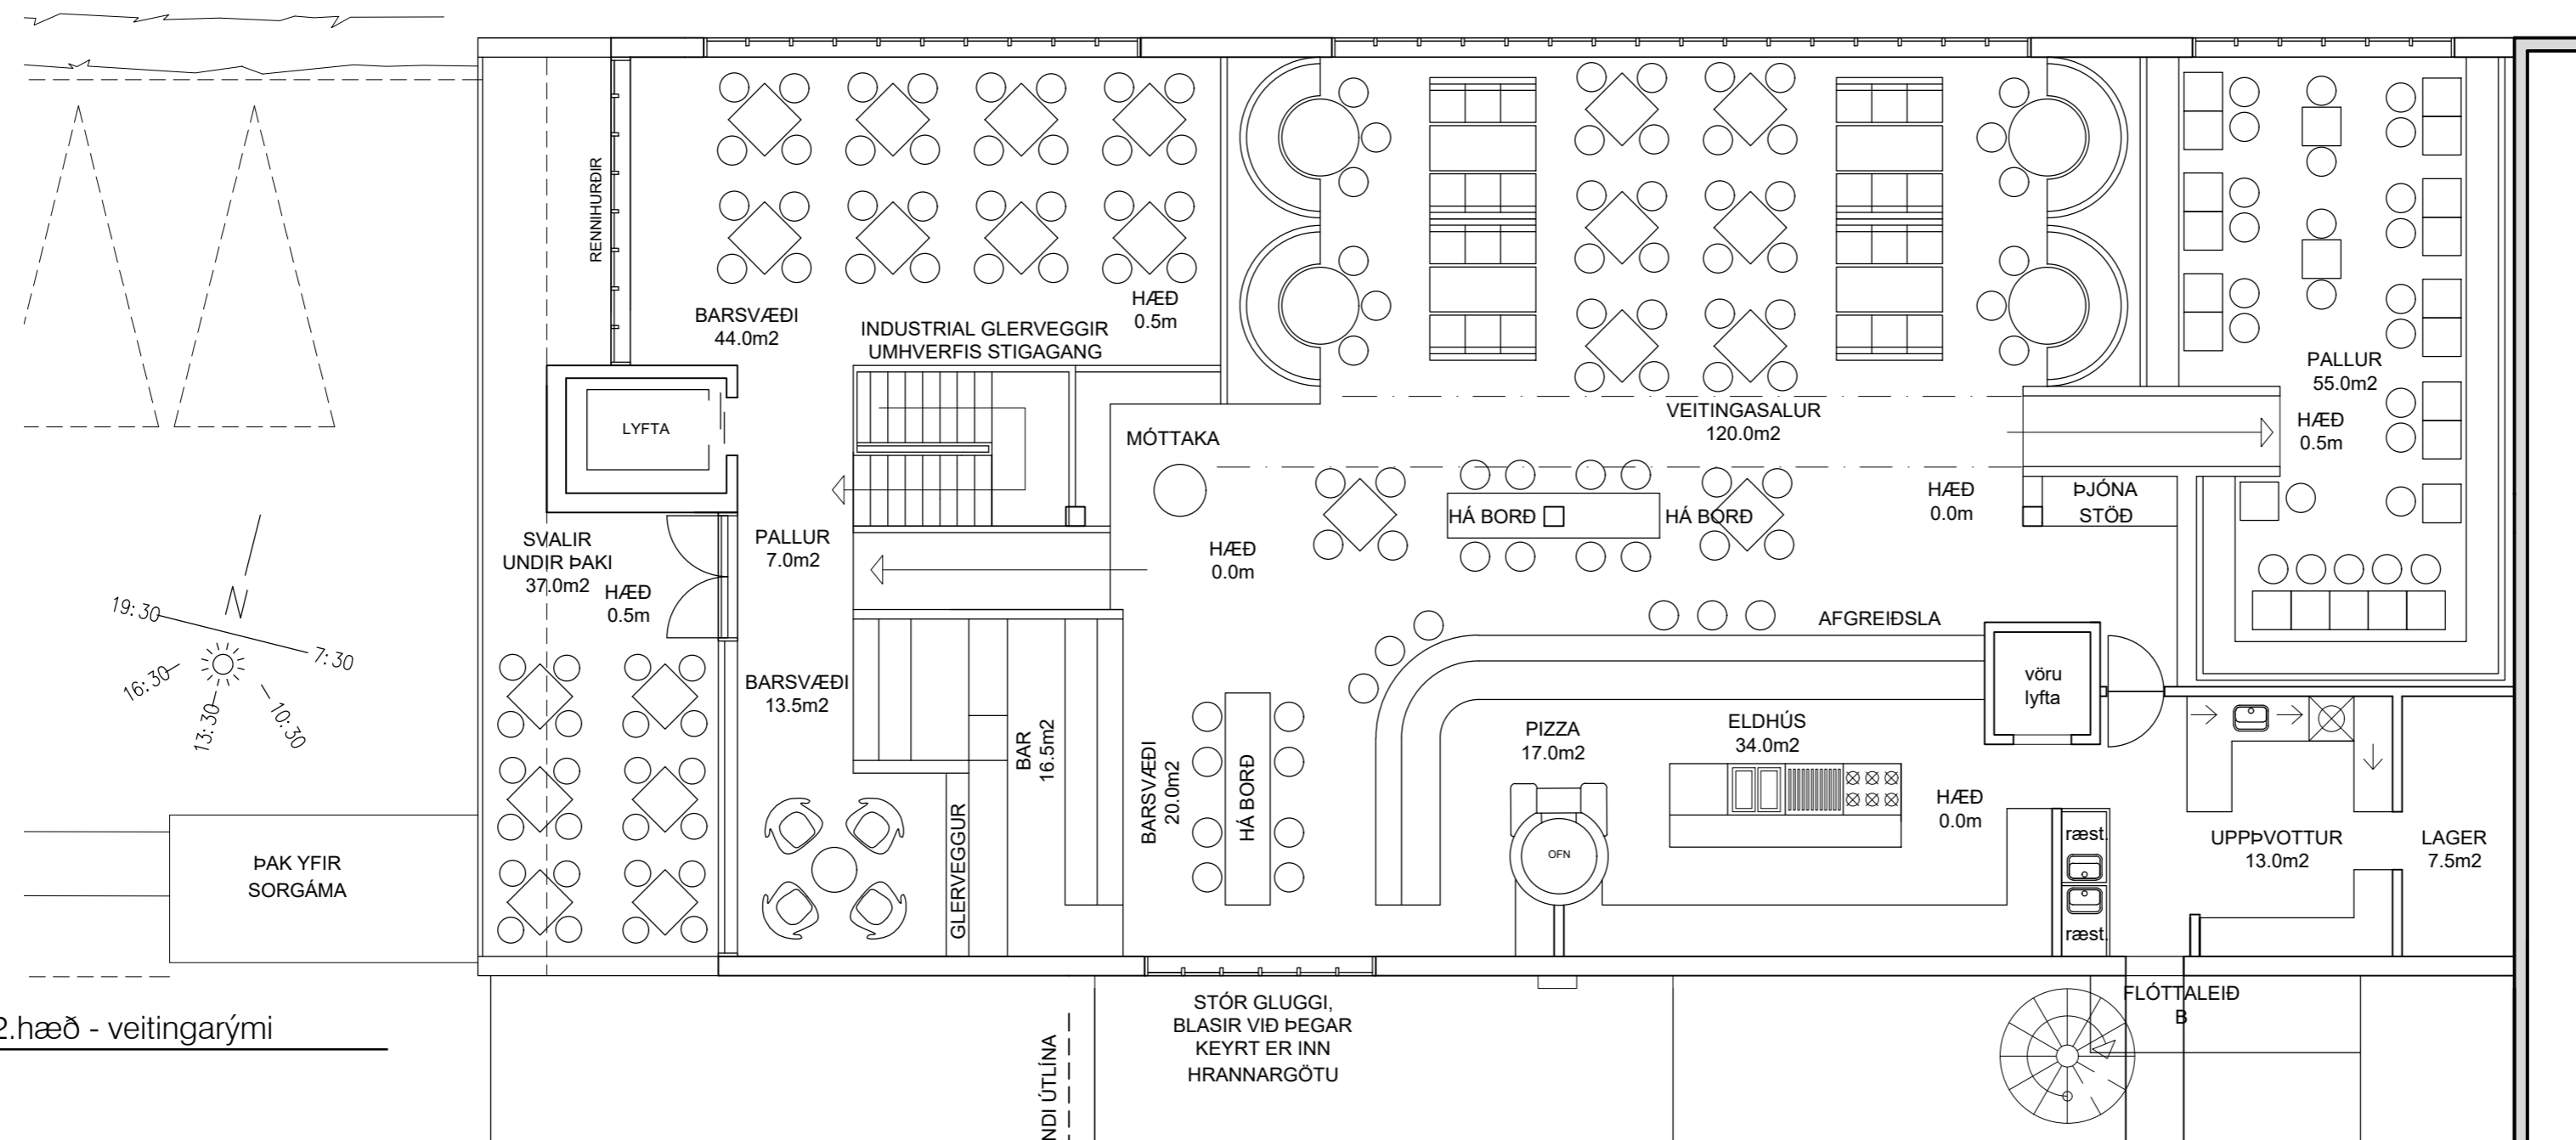 RENNIHURÐIR
BARSVÆÐI
44.0m2
INDUSTRIAL GLERVEGGIR
UMHVERFIS STIGAGANG
HÆÐ
0.5m
LYFTA
MÓTTAKA
VEITINGASALUR
120.0m2
PALLUR
55.0m2
HÆÐ
0.5m
SVALIR
UNDIR ÞAKI
37.0m2
HÆÐ
0.5m
PALLUR
7.0m2
HÆÐ
0.0m
HÁ BORÐ
HÁ BORÐ
HÆÐ
0.0m
ÞJÓNA
STÖÐ
N
19:30
7:30
16:30
13:30
10:30
BARSVÆÐI
13.5m2
BAR
16.5m2
BARSVÆÐI
20.0m2
HÁ BORÐ
GLERVEGGUR
AFGREIÐSLA
vöru
lyfta
PIZZA
17.0m2
ELDHÚS
34.0m2
OFN
HÆÐ
0.0m
ræst.
ræst.
UPPÞVOTTUR
13.0m2
LAGER
7.5m2
ÞAK YFIR
SORGÁMA
2.hæð - veitingarými
STÓR GLUGGI,
BLASIR VIÐ ÞEGAR
KEYRT ER INN
HRANNARGÖTU
NDI ÚTLÍNA
FLÓTTALEIÐ
B